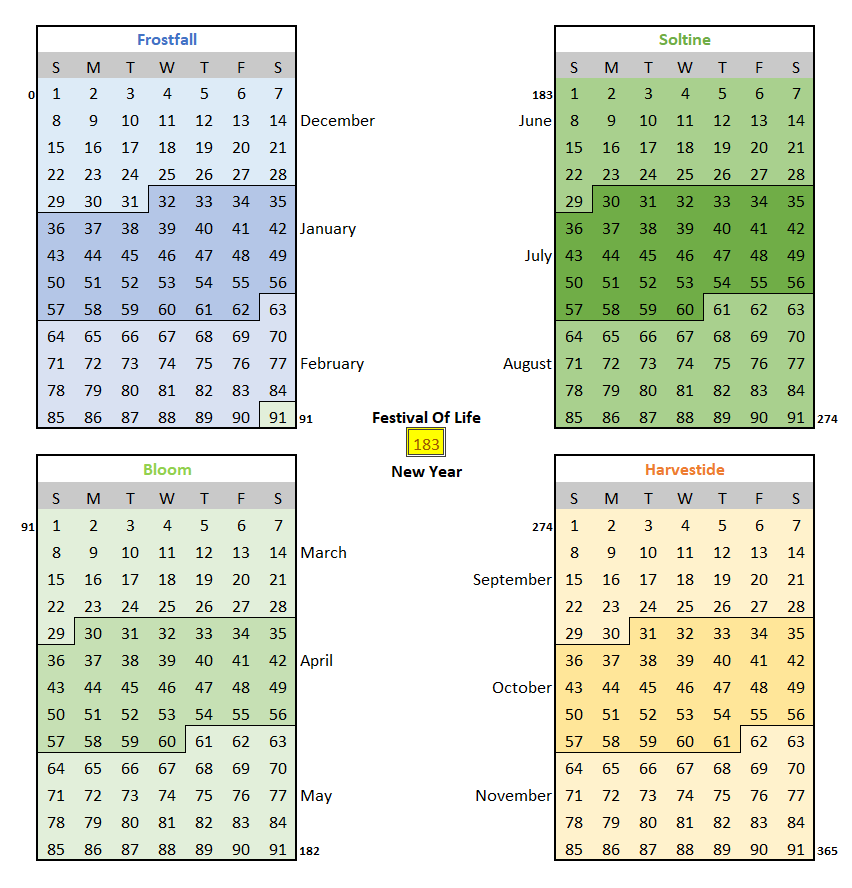 Frostfall
S M T W T F S
0 1 2 3 4 5 6 7
8 9 10 11 12 13 14 December
15 16 17 18 19 20 21
22 23 24 25 26 27 28
29 30 31 32 33 34 35
36 37 38 39 40 41 42 January
43 44 45 46 47 48 49
50 51 52 53 54 55 56
57 58 59 60 61 62 63
64 65 66 67 68 69 70
71 72 73 74 75 76 77 February
78 79 80 81 82 83 84
85 86 87 88 89 90 91 91
Soltine
S M T W T F S
183 1 2 3 4 5 6 7
June 8 9 10 11 12 13 14
15 16 17 18 19 20 21
22 23 24 25 26 27 28
29 30 31 32 33 34 35
36 37 38 39 40 41 42
July 43 44 45 46 47 48 49
50 51 52 53 54 55 56
57 58 59 60 61 62 63
64 65 66 67 68 69 70
August 71 72 73 74 75 76 77
78 79 80 81 82 83 84
85 86 87 88 89 90 91 274
Festival Of Life
183
New Year
Bloom
S M T W T F S
91 1 2 3 4 5 6 7
8 9 10 11 12 13 14 March
15 16 17 18 19 20 21
22 23 24 25 26 27 28
29 30 31 32 33 34 35
36 37 38 39 40 41 42 April
43 44 45 46 47 48 49
50 51 52 53 54 55 56
57 58 59 60 61 62 63
64 65 66 67 68 69 70
71 72 73 74 75 76 77 May
78 79 80 81 82 83 84
85 86 87 88 89 90 91 182
Harvestide
S M T W T F S
274 1 2 3 4 5 6 7
8 9 10 11 12 13 14
September 15 16 17 18 19 20 21
22 23 24 25 26 27 28
29 30 31 32 33 34 35
36 37 38 39 40 41 42
October 43 44 45 46 47 48 49
50 51 52 53 54 55 56
57 58 59 60 61 62 63
64 65 66 67 68 69 70
November 71 72 73 74 75 76 77
78 79 80 81 82 83 84
85 86 87 88 89 90 91 365